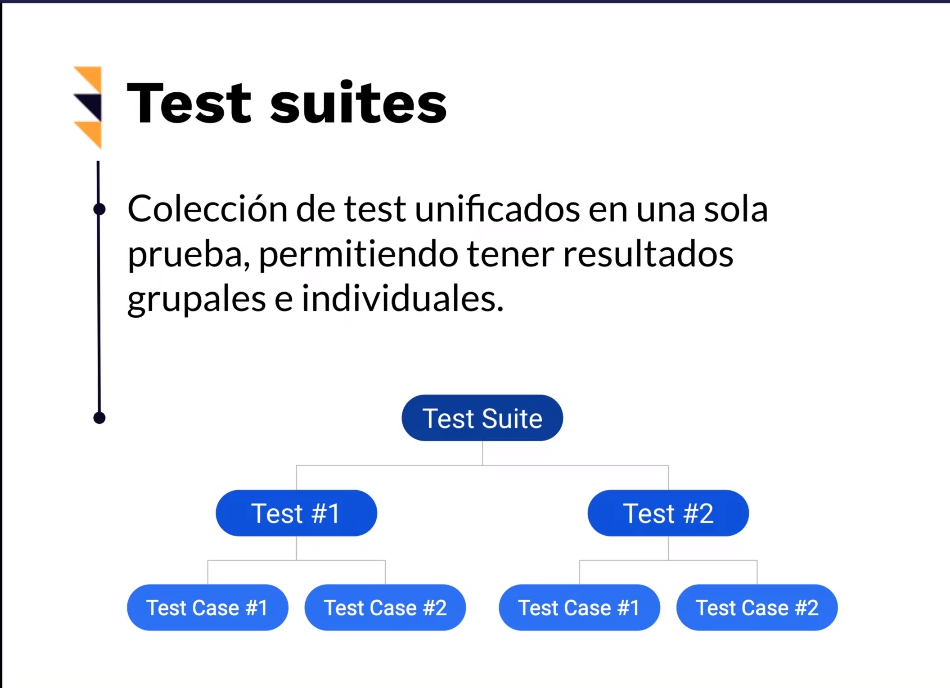 Test suites
Colección de test unificados en una sola
prueba, permitiendo tener resultados
grupales e individuales.
Test Suite
Test #1
Test #2
Test Case #1
Test Case #2
Test Case #1
Test Case #2